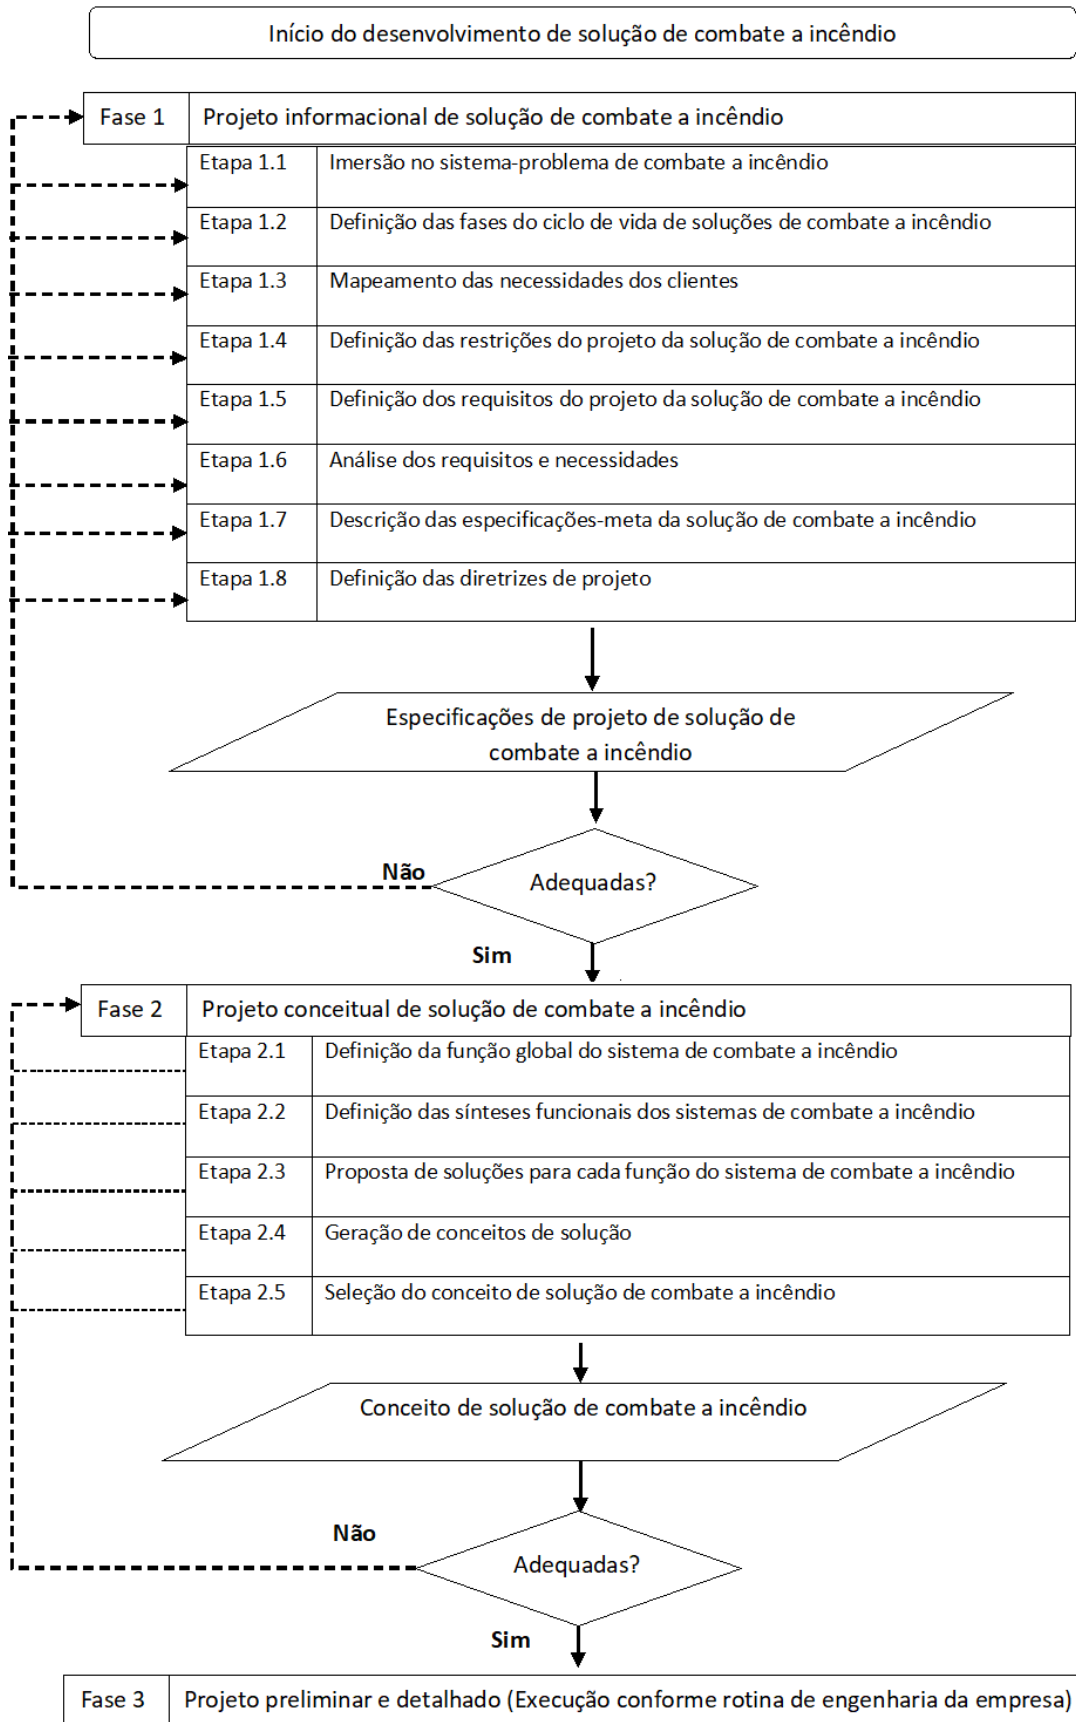 Início do desenvolvimento de solução de combate a incêndio
Fase 1 Projeto informacional de solução de combate a incêndio
Etapa 1.1 Imersão no sistema-problema de combate a incêndio
Etapa 1.2 Definição das fases do ciclo de vida de soluções de combate a incêndio
Etapa 1.3 Mapeamento das necessidades dos clientes
Etapa 1.4 Definição das restrições do projeto da solução de combate a incêndio
Etapa 1.5 Definição dos requisitos do projeto da solução de combate a incêndio
Etapa 1.6 Análise dos requisitos e necessidades
Etapa 1.7 Descrição das especificações-meta da solução de combate a incêndio
Etapa 1.8 Definição das diretrizes de projeto
Especificações de projeto de solução de
combate a incêndio
Não
Adequadas?
Sim
Fase 2 Projeto conceitual de solução de combate a incêndio
Etapa 2.1 Definição da função global do sistema de combate a incêndio
Etapa 2.2 Definição das sínteses funcionais dos sistemas de combate a incêndio
Etapa 2.3 Proposta de soluções para cada função do sistema de combate a incêndio
Etapa 2.4 Geração de conceitos de solução
Etapa 2.5 Seleção do conceito de solução de combate a incêndio
Conceito de solução de combate a incêndio
Não
Adequadas?
Sim
Fase 3 Projeto preliminar e detalhado (Execução conforme rotina de engenharia da empresa)